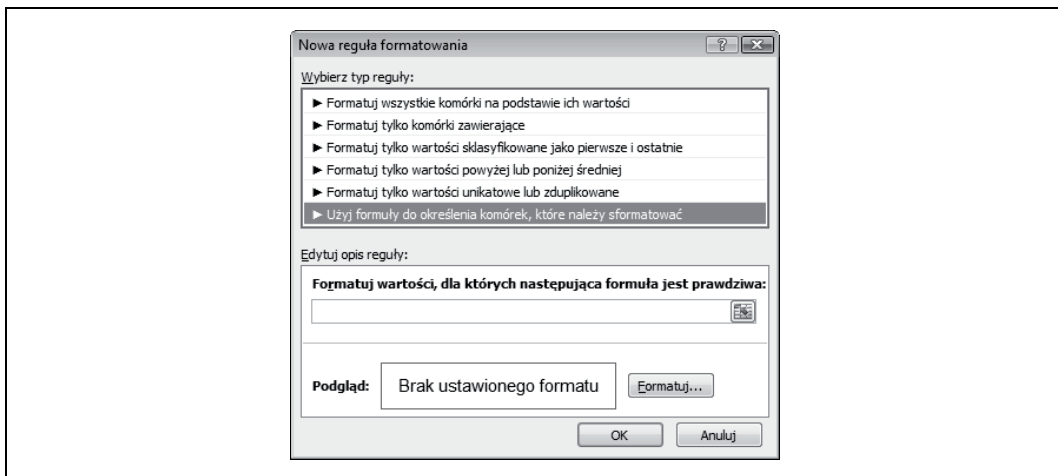 Nowa reguła formatowania
Wybierz typ reguły:
► Formatuj wszystkie komórki na podstawie ich wartości
► Formatuj tylko komórki zawierające
► Formatuj tylko wartości sklasyfikowane jako pierwsze i ostatnie
► Formatuj tylko wartości powyżej lub poniżej średniej
► Formatuj tylko wartości unikatowe lub zduplikowane
► Użyj formuły do określenia komórek, które należy sformatować
Edytuj opis reguły:
Formatuj wartości, dla których następująca formuła jest prawdziwa:
Podgląd: Brak ustawionego formatu Formatuj...
OK Anuluj